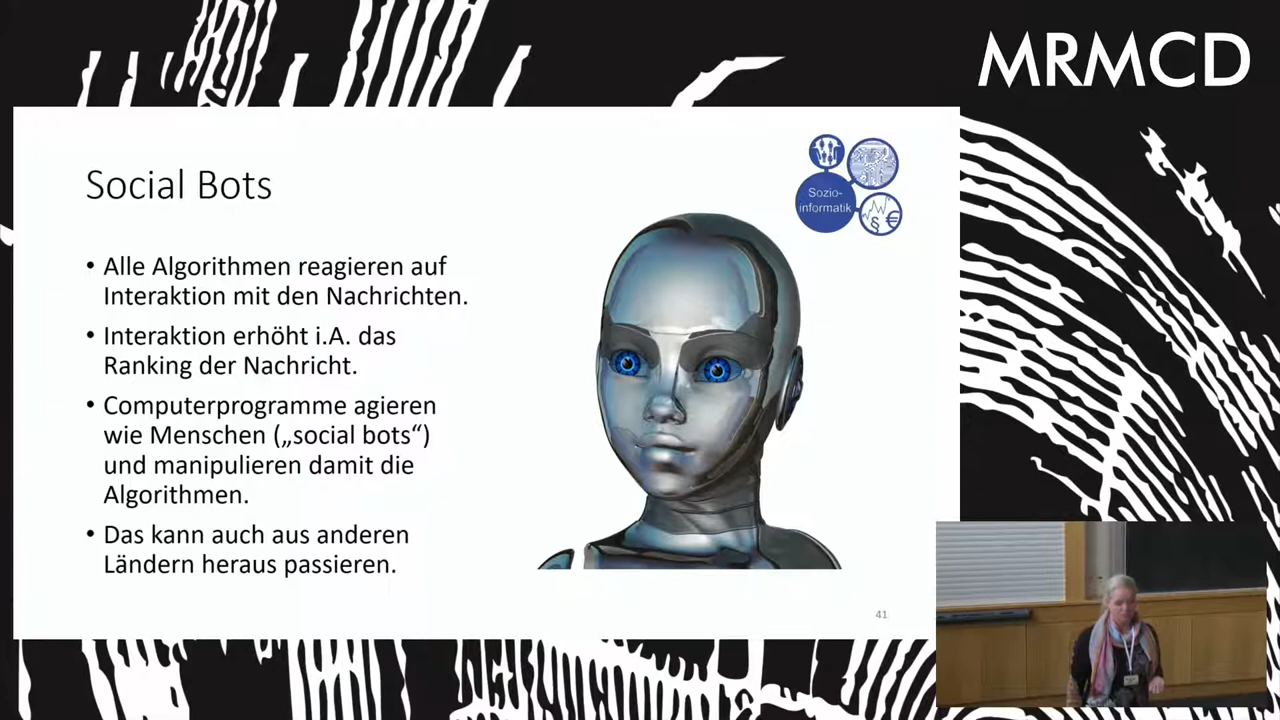 MRMCD
Social Bots
Sozio-
informatik
§ €
• Alle Algorithmen reagieren auf
Interaktion mit den Nachrichten.
• Interaktion erhöht i.A. das
Ranking der Nachricht.
• Computerprogramme agieren
wie Menschen („social bots“)
und manipulieren damit die
Algorithmen.
• Das kann auch aus anderen
Ländern heraus passieren.
41